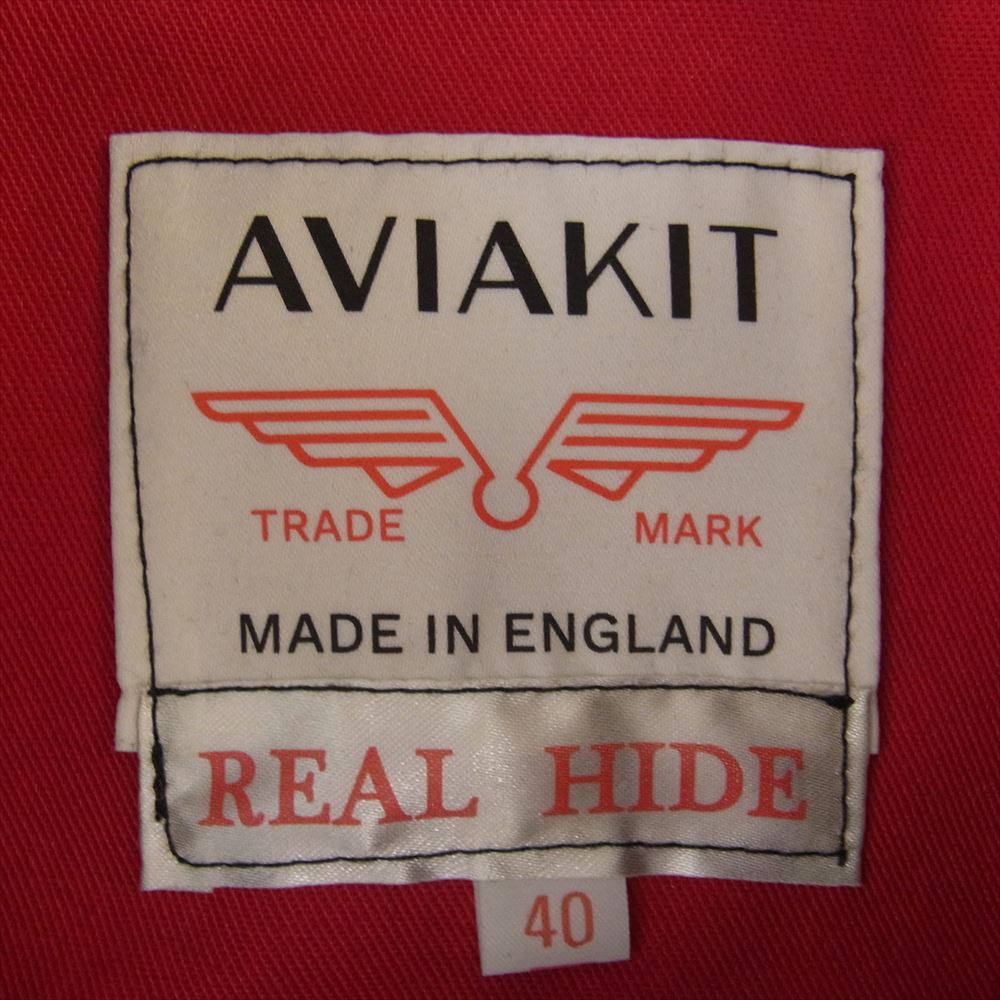 AVIAKIT
TRADE MARK
MADE IN ENGLAND
REAL HIDE
40